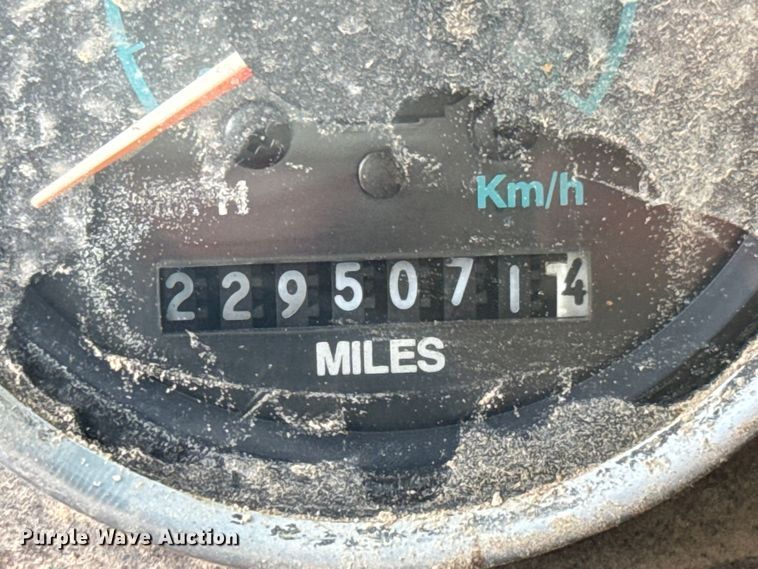 M
Km/h
22950714
MILES
Purple Wave Auction